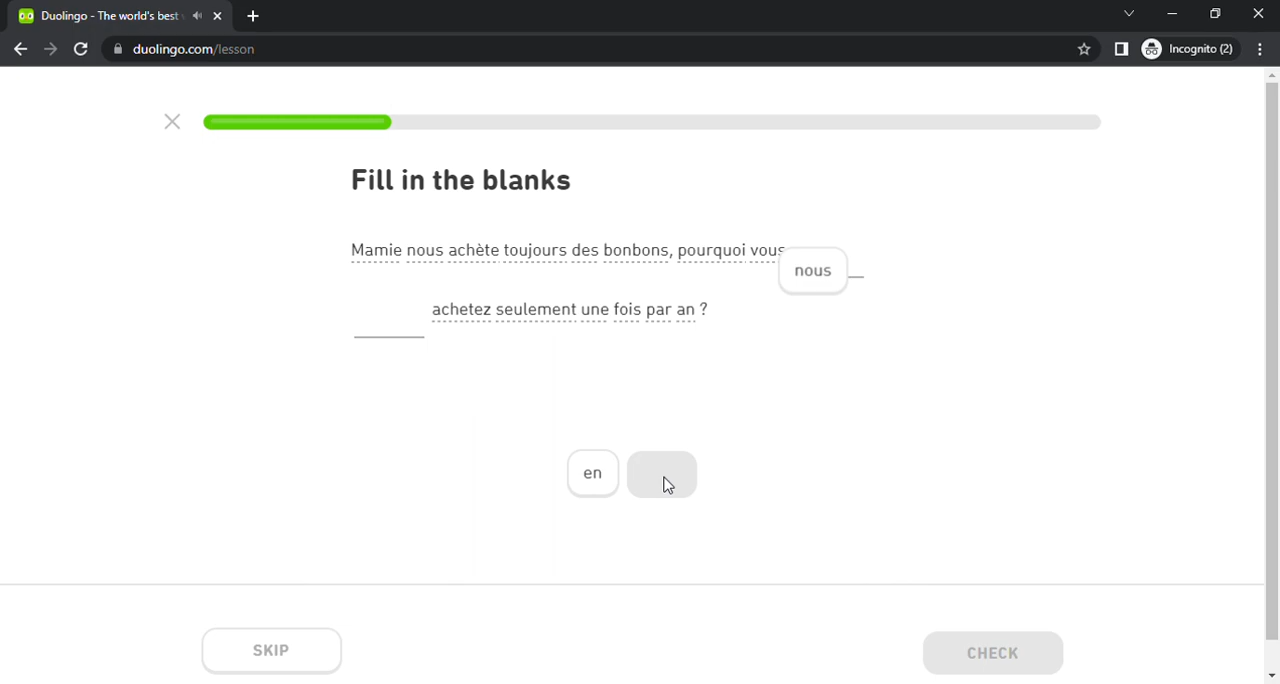 Duolingo - The world's best
duolingo.com/lesson
Incognito (2)
Fill in the blanks
Mamie nous achète toujours des bonbons, pourquoi vous
nous
achetez seulement une fois par an ?
en
SKIP
CHECK